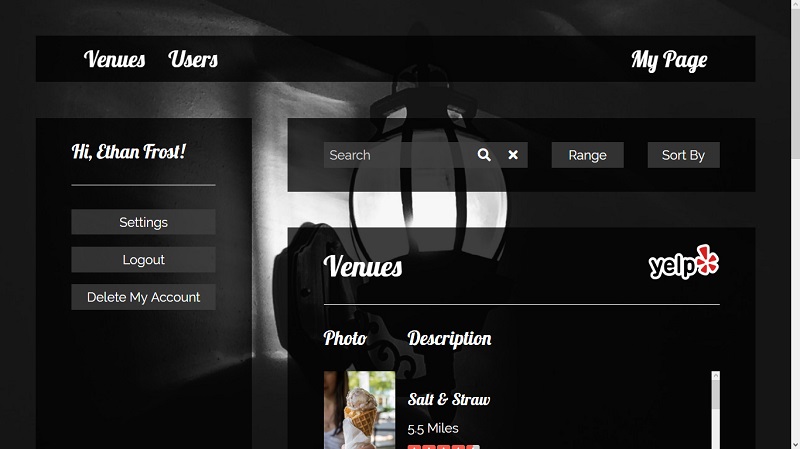 Venues Users My Page
Hi, Ethan Frost!
Settings
Logout
Delete My Account
Search Range Sort By
Venues yelp
Photo Description
Salt & Straw
5.5 Miles